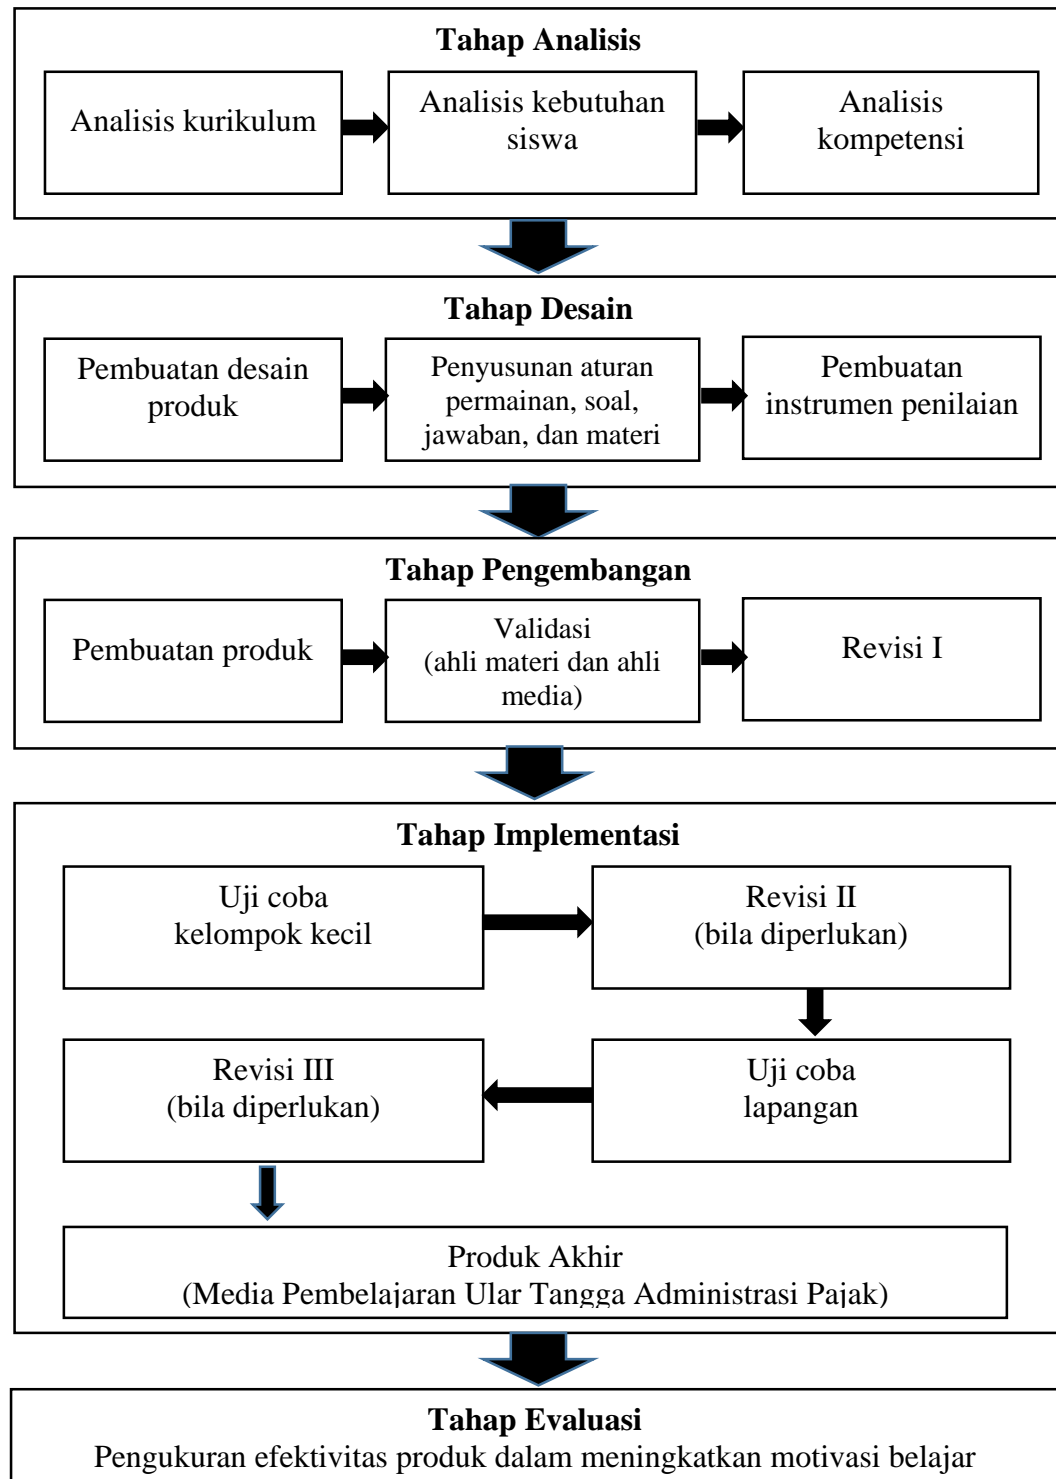 Tahap Analisis
Analisis kurikulum
Analisis kebutuhan
siswa
Analisis
kompetensi
Tahap Desain
Pembuatan desain
produk
Penyusunan aturan
permainan, soal,
jawaban, dan materi
Pembuatan
instrumen penilaian
Tahap Pengembangan
Pembuatan produk
Validasi
(ahli materi dan ahli
media)
Revisi I
Tahap Implementasi
Uji coba
kelompok kecil
Revisi II
(bila diperlukan)
Uji coba
lapangan
Revisi III
(bila diperlukan)
Produk Akhir
(Media Pembelajaran Ular Tangga Administrasi Pajak)
Tahap Evaluasi
Pengukuran efektivitas produk dalam meningkatkan motivasi belajar